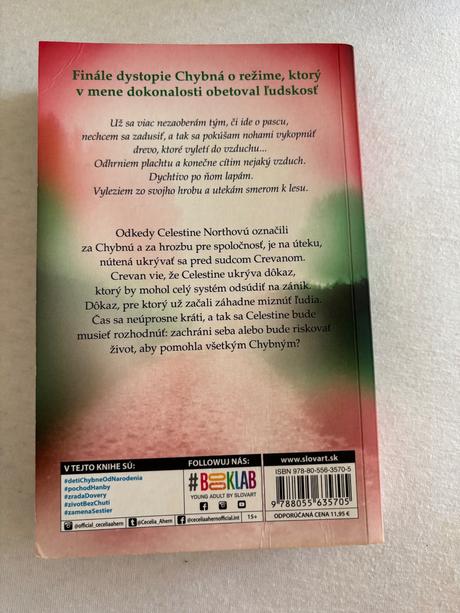 Finále dystopie Chybná o režime, ktorý
v mene dokonalosti obetoval ľudskosť
Už sa viac nezaoberám tým, či ide o pascu,
nechcem sa zadusiť, a tak sa pokúšam nohami vykopnúť
drevo, ktoré vyletí do vzduchu...
Odhrniem plachtu a konečne cítim nejaký vzduch.
Dychtivo po ňom lapám.
Vyleziem zo svojho hrobu a utekám smerom k lesu.
Odkedy Celestine Northovú označili
za Chybnú a za hrozbu pre spoločnosť, je na úteku,
nútená ukrývať sa pred sudcom Crevanom.
Crevan vie, že Celestine ukrýva dôkaz,
ktorý by mohol celý systém odsúdiť na zánik.
Dôkaz, pre ktorý už začali záhadne miznúť ľudia.
Čas sa neúprosne kráti, a tak sa Celestine bude
musieť rozhodnúť: zachráni seba alebo bude riskovať
život, aby pomohla všetkým Chybným?
V TEJTO KNIHE SÚ:
#detiChybneOdNarodenia
#pochodHanby
#zradaDovery
#zivotBezChuti
#zamenaSestier
@official_ceceliaahern
@Cecelia_Ahern
@ceceliaahernofficial.int
FOLLOWUJ NÁS:
#BOOKLAB
YOUNG ADULT BY SLOVART
15+
www.slovart.sk
ISBN 978-80-556-3570-5
9 788055 635705
ODPORÚČANÁ CENA 11,95 €